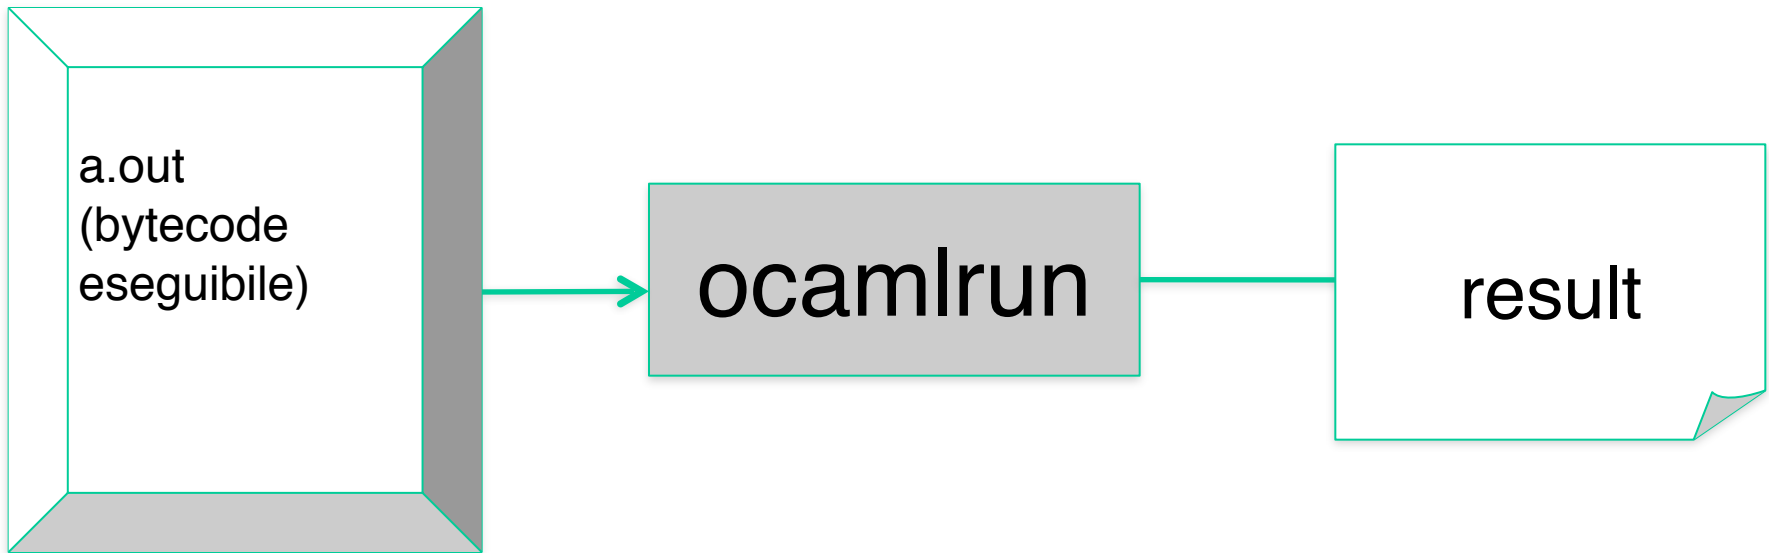 a.out
(bytecode
eseguibile)
ocamlrun
result